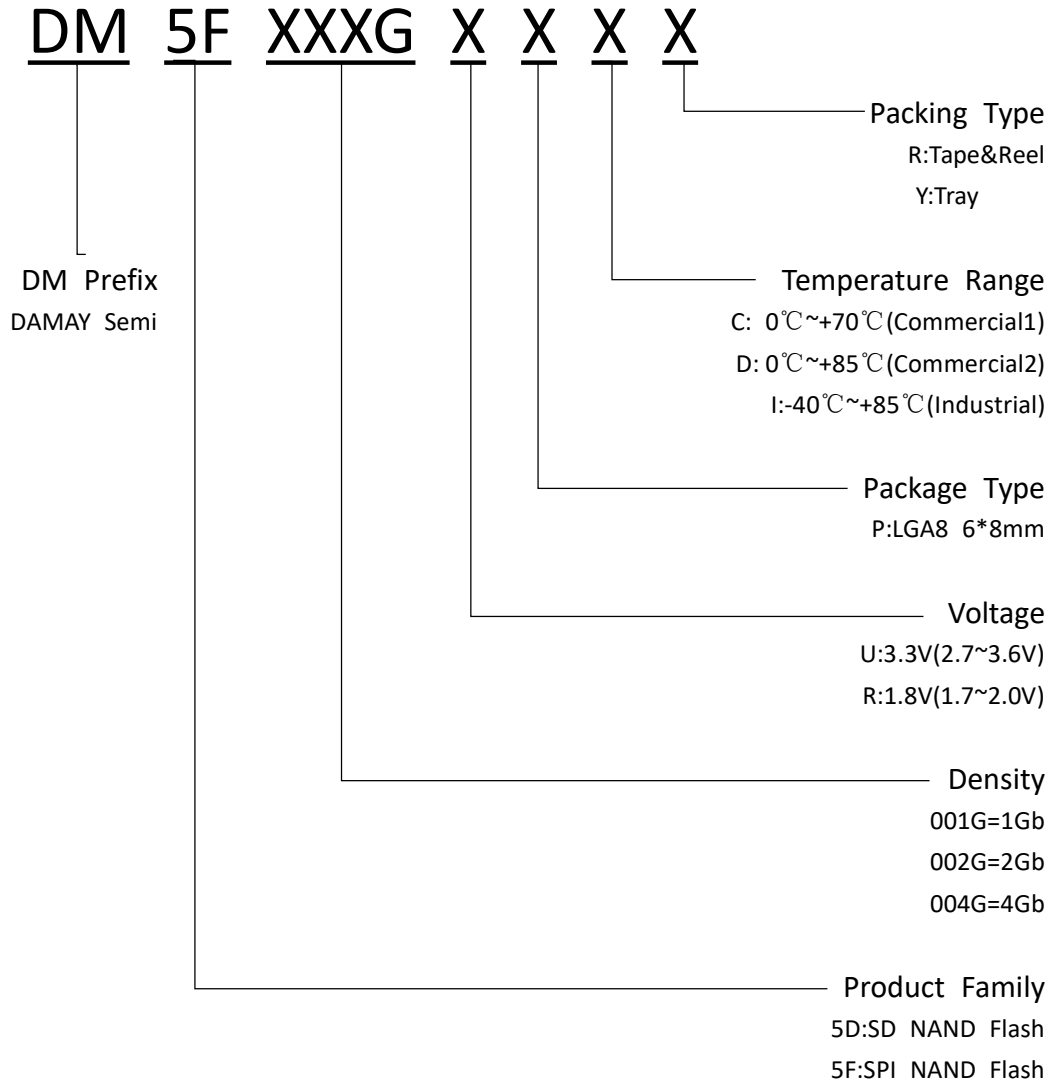 DM 5F XXXG X X X X
Packing Type
R:Tape&Reel
Y:Tray
DM Prefix
DAMAY Semi
Temperature Range
C: 0℃~+70℃(Commercial1)
D: 0℃~+85℃(Commercial2)
I:-40℃~+85℃(Industrial)
Package Type
P:LGA8 6*8mm
Voltage
U:3.3V(2.7~3.6V)
R:1.8V(1.7~2.0V)
Density
001G=1Gb
002G=2Gb
004G=4Gb
Product Family
5D:SD NAND Flash
5F:SPI NAND Flash